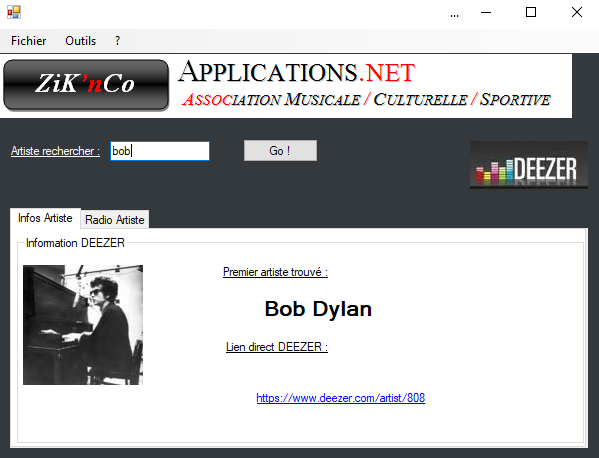 ...
Fichier Outils ?
ZiK'nCo
APPLICATIONS.NET
ASSOCIATION MUSICALE / CULTURELLE / SPORTIVE
Artiste rechercher : bob Go !
DEEZER
Infos Artiste Radio Artiste
Information DEEZER
Premier artiste trouvé :
Bob Dylan
Lien direct DEEZER :
https://www.deezer.com/artist/808